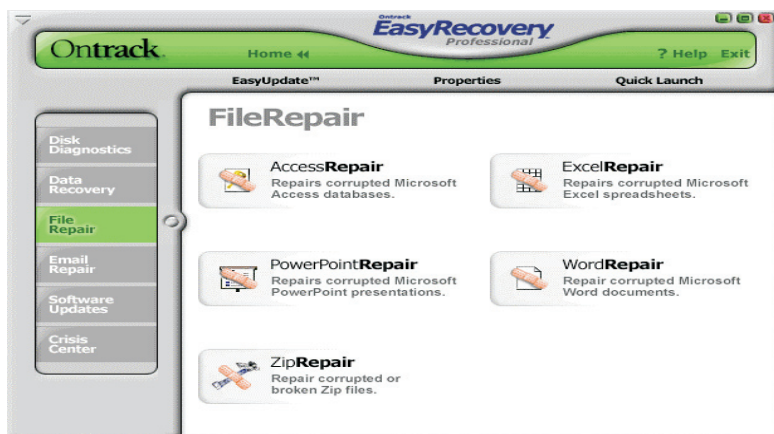 Ontrack
EasyRecovery
Professional
Ontrack.
Home
? Help Exit
EasyUpdate™ Properties Quick Launch
FileRepair
Disk
Diagnostics
Data
Recovery
File
Repair
Email
Repair
Software
Updates
Crisis
Center
AccessRepair
Repairs corrupted Microsoft
Access databases.
ExcelRepair
Repairs corrupted Microsoft
Excel spreadsheets.
PowerPointRepair
Repairs corrupted Microsoft
PowerPoint presentations.
WordRepair
Repair corrupted Microsoft
Word documents.
ZipRepair
Repair corrupted or
broken Zip files.